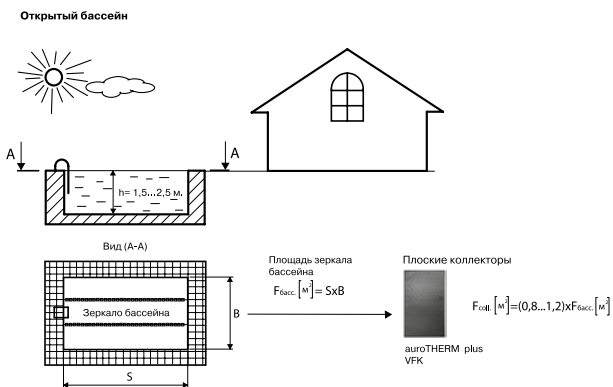 Открытый бассейн
A
A
h= 1,5...2,5 м.
Вид (А-А)
Площадь зеркала
бассейна
Fбасс.[м²]= SxB
Плоские коллекторы
Зеркало бассейна
B
S
Fcoll.[м²]=(0,8...1,2)xFбасс.[м²]
auroTHERM plus
VFK